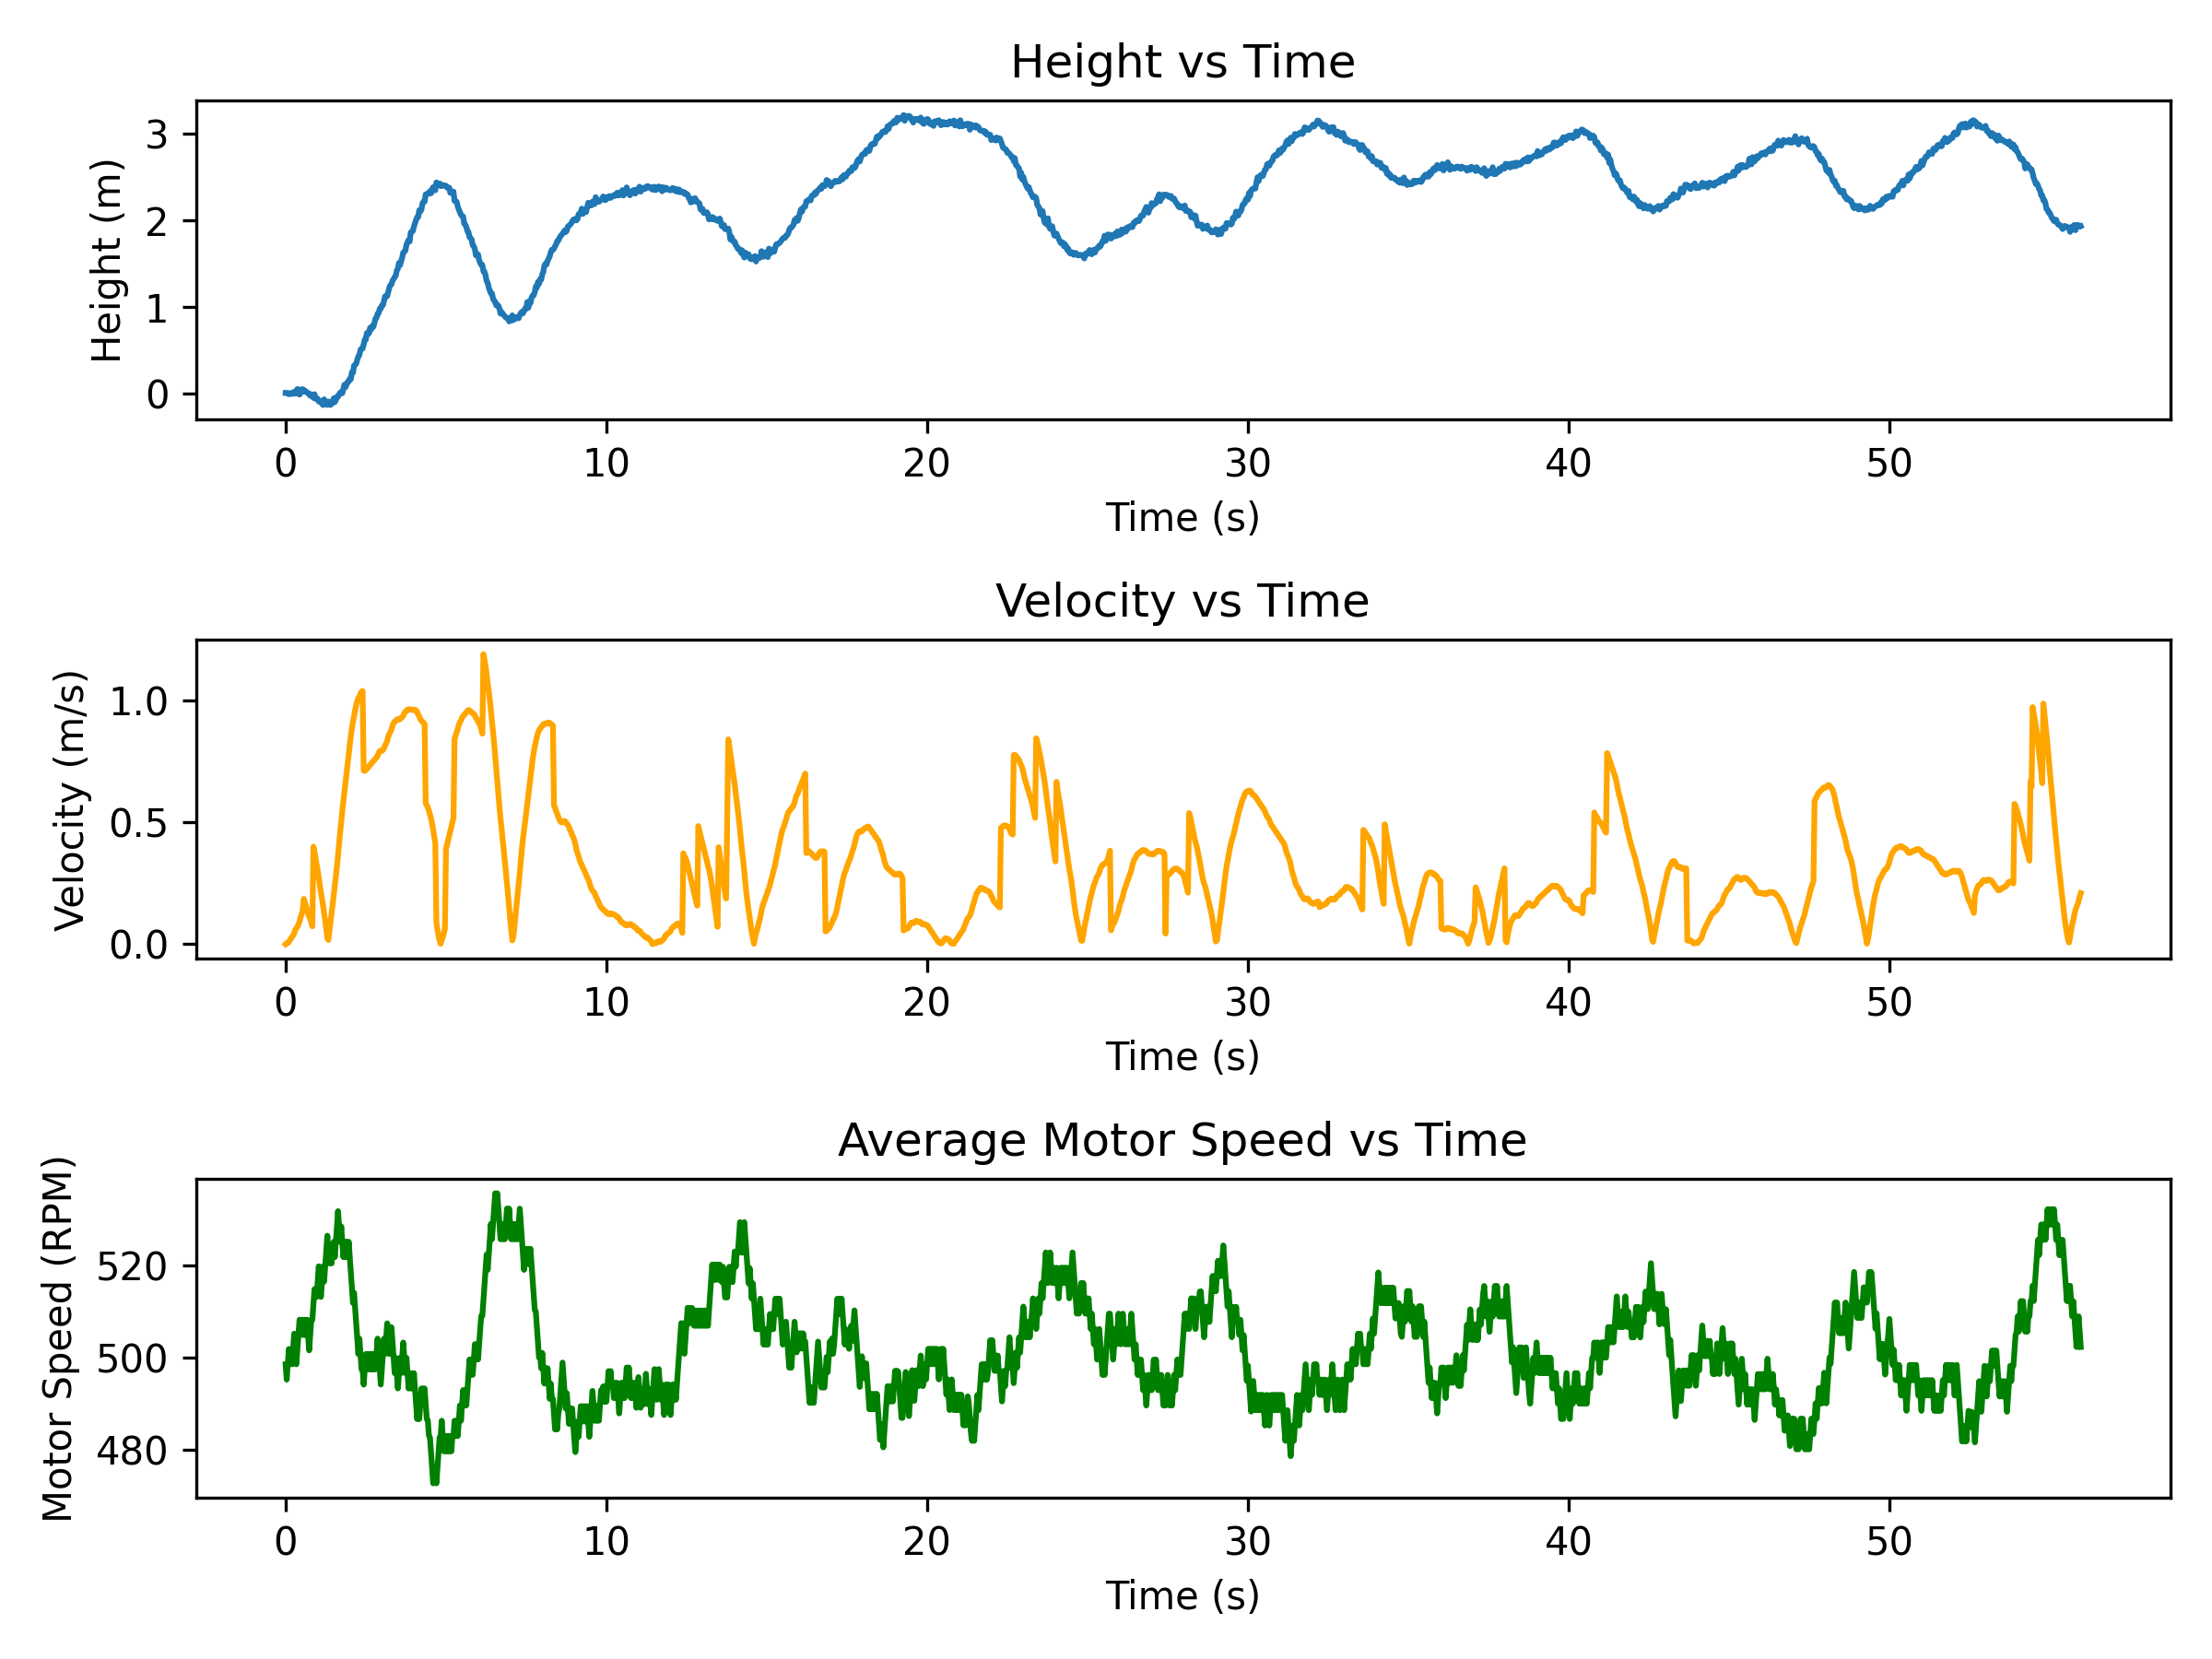 Height vs Time
Height (m)
3
2
1
0
0 10 20 30 40 50
Time (s)
Velocity vs Time
Velocity (m/s)
1.0
0.5
0.0
0 10 20 30 40 50
Time (s)
Average Motor Speed vs Time
Motor Speed (RPM)
520
500
480
0 10 20 30 40 50
Time (s)